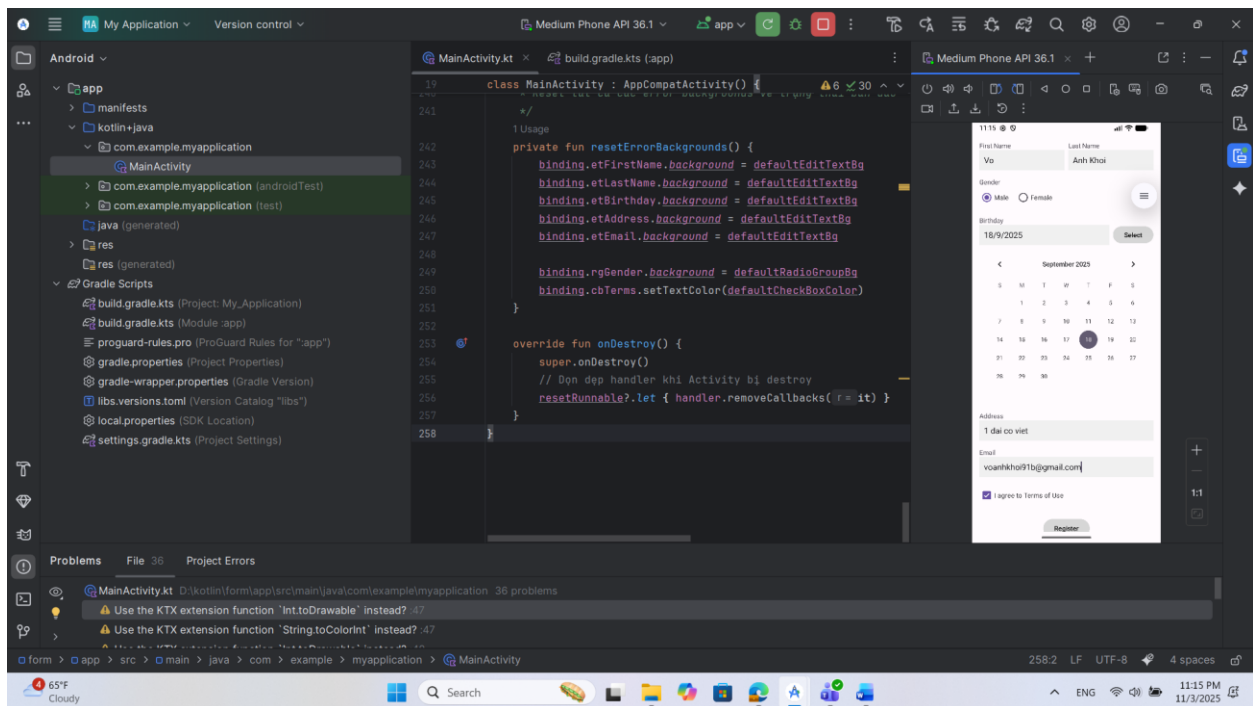 MA My Application Version control Medium Phone API 36.1 app
Android
app
manifests
kotlin+java
com.example.myapplication
MainActivity
com.example.myapplication (androidTest)
com.example.myapplication (test)
java (generated)
res
res (generated)
Gradle Scripts
build.gradle.kts (Project: My_Application)
build.gradle.kts (Module :app)
proguard-rules.pro (ProGuard Rules for ":app")
gradle.properties (Project Properties)
gradle-wrapper.properties (Gradle Version)
libs.versions.toml (Version Catalog "libs")
local.properties (SDK Location)
settings.gradle.kts (Project Settings)
MainActivity.kt build.gradle.kts (:app)
19 class MainActivity : AppCompatActivity() { 6 30
241 */
1 Usage
242 private fun resetErrorBackgrounds() {
243 binding.etFirstName.background = defaultEditTextBg
244 binding.etLastName.background = defaultEditTextBg
245 binding.etBirthday.background = defaultEditTextBg
246 binding.etAddress.background = defaultEditTextBg
247 binding.etEmail.background = defaultEditTextBg
248
249 binding.rgGender.background = defaultRadioGroupBg
250 binding.cbTerms.setTextColor(defaultCheckBoxColor)
251 }
252
253 override fun onDestroy() {
254 super.onDestroy()
255 // Dọn dẹp handler khi Activity bị destroy
256 resetRunnable?.let { handler.removeCallbacks( r = it) }
257 }
258 }
Medium Phone API 36.1
11:15
First Name Last Name
Vo Anh Khoi
Gender
Male Female
Birthday
18/9/2025 Select
September 2025
S M T W T F S
1 2 3 4 5 6
7 8 9 10 11 12 13
14 15 16 17 18 19 20
21 22 23 24 25 26 27
28 29 30
Address
1 dai co viet
Email
voanhkhoi91b@gmail.com
I agree to Terms of Use
Register
1:1
Problems File 36 Project Errors
MainActivity.kt D:\kotlin\form\app\src\main\java\com\example\myapplication 36 problems
Use the KTX extension function `Int.toDrawable` instead? :47
Use the KTX extension function `String.toColorInt` instead? :47
form > app > src > main > java > com > example > myapplication > MainActivity 258:2 LF UTF-8 4 spaces
4 65°F
Cloudy
Search
ENG
11:15 PM
11/3/2025